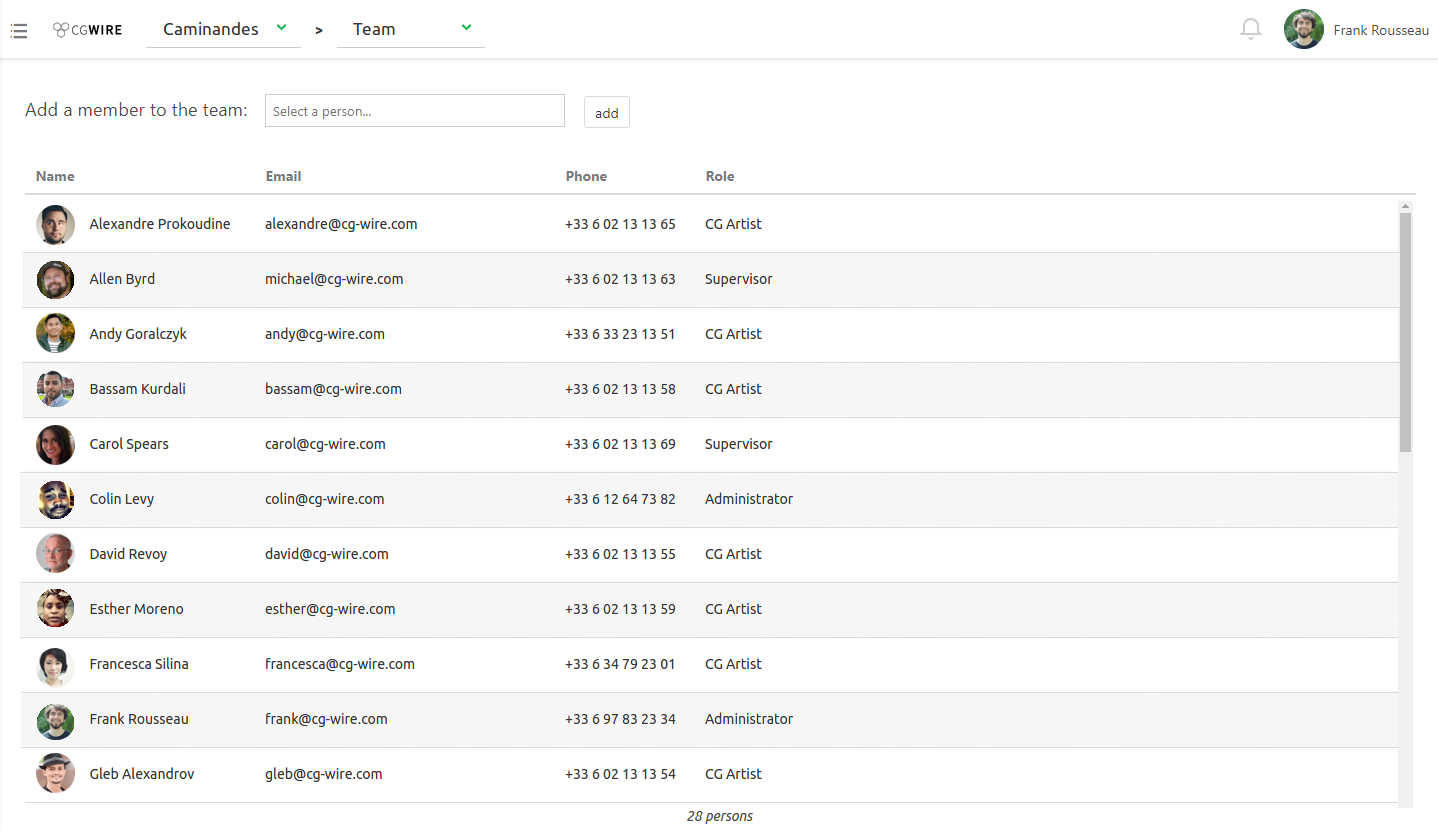 CGWIRE Caminandes > Team Frank Rousseau
Add a member to the team: Select a person... add
Name Email Phone Role
Alexandre Prokoudine alexandre@cg-wire.com +33 6 02 13 13 65 CG Artist
Allen Byrd michael@cg-wire.com +33 6 02 13 13 63 Supervisor
Andy Goralczyk andy@cg-wire.com +33 6 33 23 13 51 CG Artist
Bassam Kurdali bassam@cg-wire.com +33 6 02 13 13 58 CG Artist
Carol Spears carol@cg-wire.com +33 6 02 13 13 69 Supervisor
Colin Levy colin@cg-wire.com +33 6 12 64 73 82 Administrator
David Revoy david@cg-wire.com +33 6 02 13 13 55 CG Artist
Esther Moreno esther@cg-wire.com +33 6 02 13 13 59 CG Artist
Francesca Silina francesca@cg-wire.com +33 6 34 79 23 01 CG Artist
Frank Rousseau frank@cg-wire.com +33 6 97 83 23 34 Administrator
Gleb Alexandrov gleb@cg-wire.com +33 6 02 13 13 54 CG Artist
28 persons